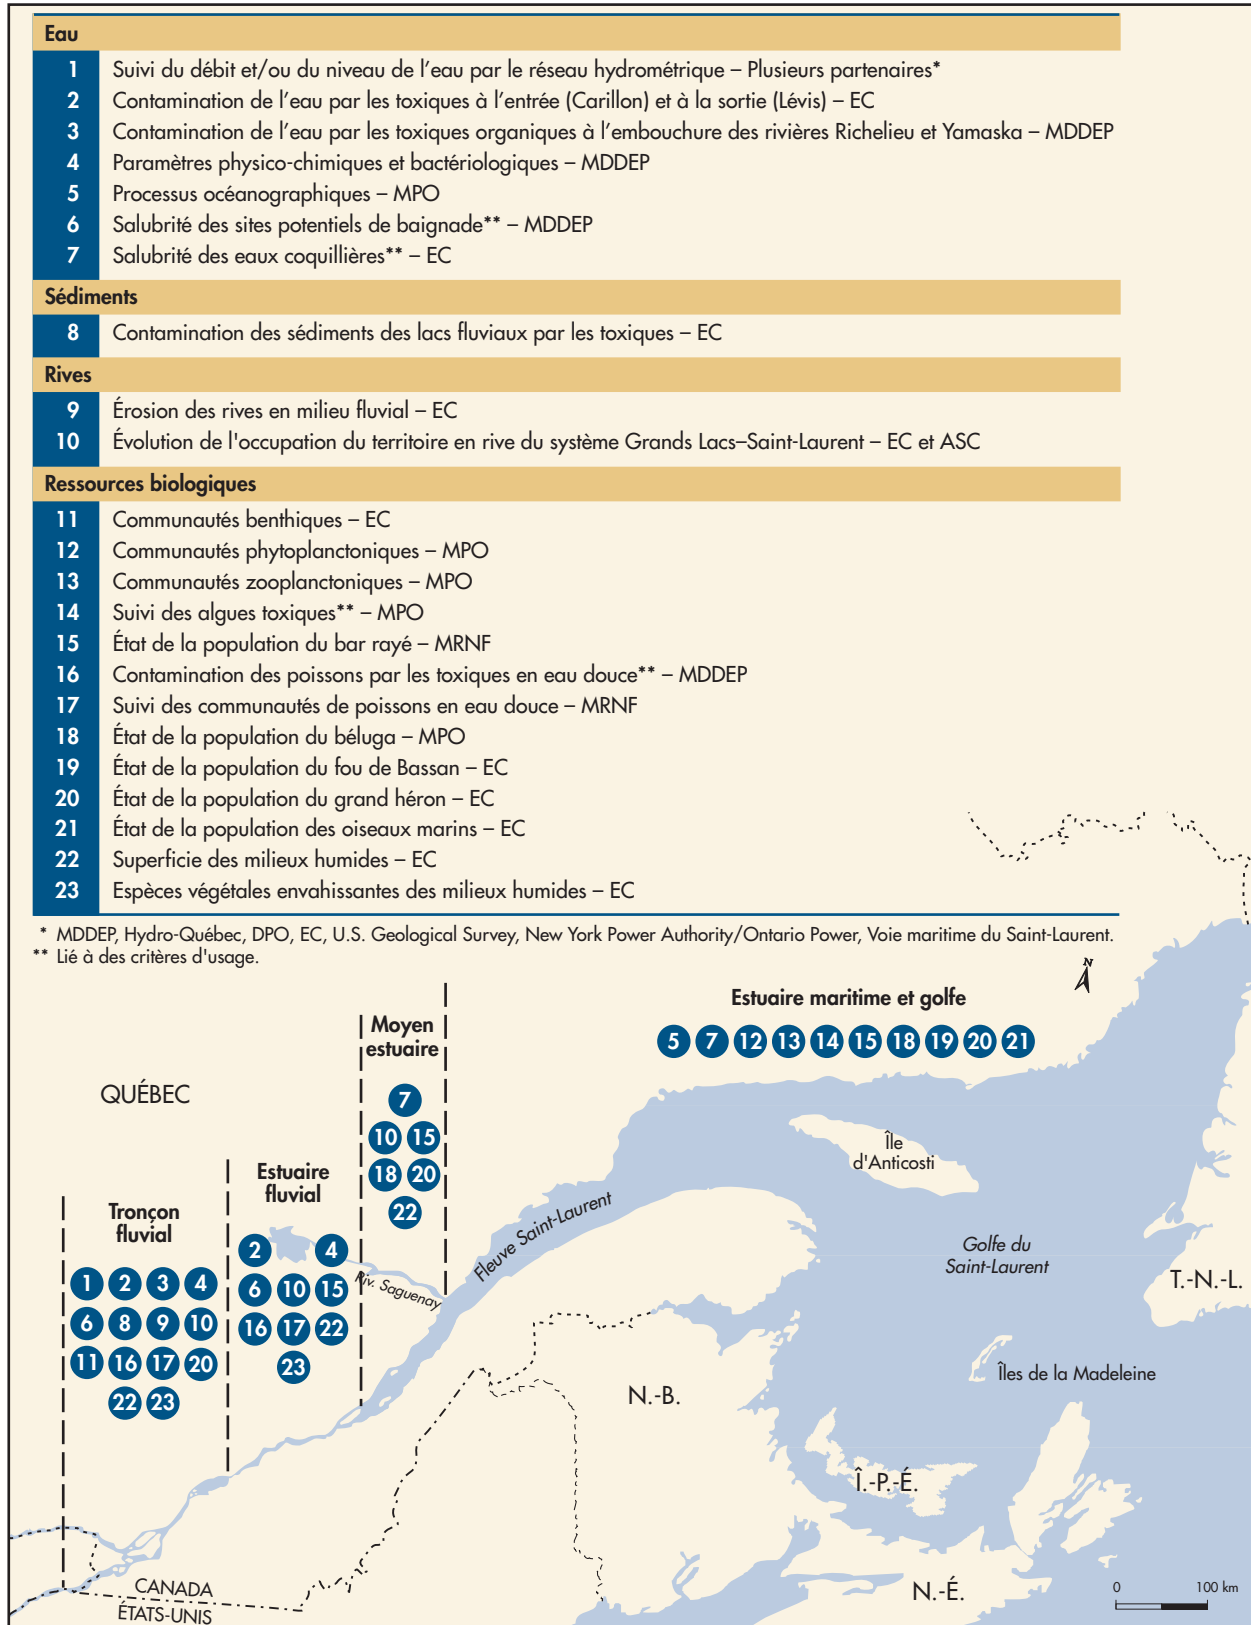 Eau
1 Suivi du débit et/ou du niveau de l’eau par le réseau hydrométrique – Plusieurs partenaires*
2 Contamination de l’eau par les toxiques à l’entrée (Carillon) et à la sortie (Lévis) – EC
3 Contamination de l’eau par les toxiques organiques à l’embouchure des rivières Richelieu et Yamaska – MDDEP
4 Paramètres physico-chimiques et bactériologiques – MDDEP
5 Processus océanographiques – MPO
6 Salubrité des sites potentiels de baignade** – MDDEP
7 Salubrité des eaux coquillières** – EC
Sédiments
8 Contamination des sédiments des lacs fluviaux par les toxiques – EC
Rives
9 Érosion des rives en milieu fluvial – EC
10 Évolution de l'occupation du territoire en rive du système Grands Lacs–Saint-Laurent – EC et ASC
Ressources biologiques
11 Communautés benthiques – EC
12 Communautés phytoplanctoniques – MPO
13 Communautés zooplanctoniques – MPO
14 Suivi des algues toxiques** – MPO
15 État de la population du bar rayé – MRNF
16 Contamination des poissons par les toxiques en eau douce** – MDDEP
17 Suivi des communautés de poissons en eau douce – MRNF
18 État de la population du béluga – MPO
19 État de la population du fou de Bassan – EC
20 État de la population du grand héron – EC
21 État de la population des oiseaux marins – EC
22 Superficie des milieux humides – EC
23 Espèces végétales envahissantes des milieux humides – EC
* MDDEP, Hydro-Québec, DPO, EC, U.S. Geological Survey, New York Power Authority/Ontario Power, Voie maritime du Saint-Laurent.
** Lié à des critères d'usage.
N
Estuaire maritime et golfe
5 7 12 13 14 15 18 19 20 21
Moyen
estuaire
7
10 15
18 20
22
QUÉBEC
Estuaire
fluvial
2 4
6 10 15
16 17 22
23
Tronçon
fluvial
1 2 3 4
6 8 9 10
11 16 17 20
22 23
Riv. Saguenay
Fleuve Saint-Laurent
Île
d'Anticosti
Golfe du
Saint-Laurent
T.-N.-L.
Îles de la Madeleine
N.-B.
Î.-P.-É.
N.-É.
CANADA
ÉTATS-UNIS
0 100 km